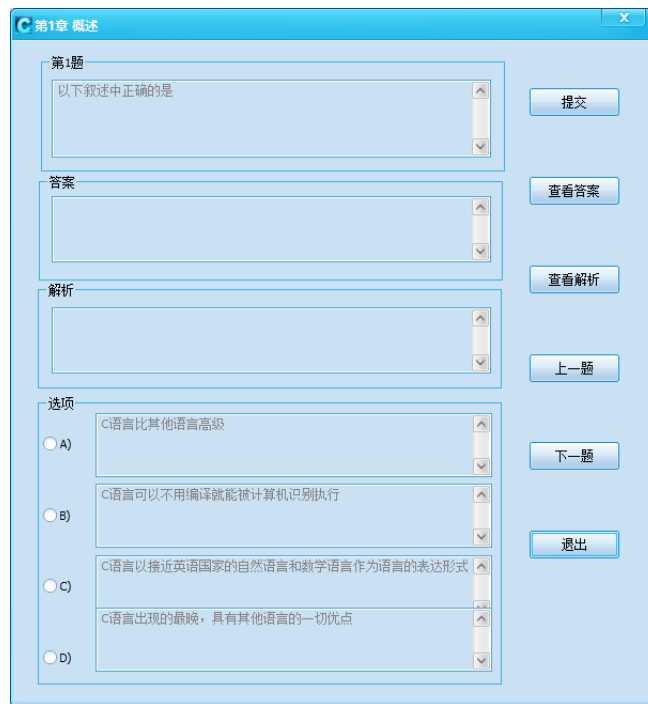 第1章 概述
X
第1题
以下叙述中正确的是
提交
答案
查看答案
解析
查看解析
上一题
选项
A) C语言比其他语言高级
下一题
B) C语言可以不用编译就能被计算机识别执行
退出
C) C语言以接近英语国家的自然语言和数学语言作为语言的表达形式
D) C语言出现的最晚，具有其他语言的一切优点